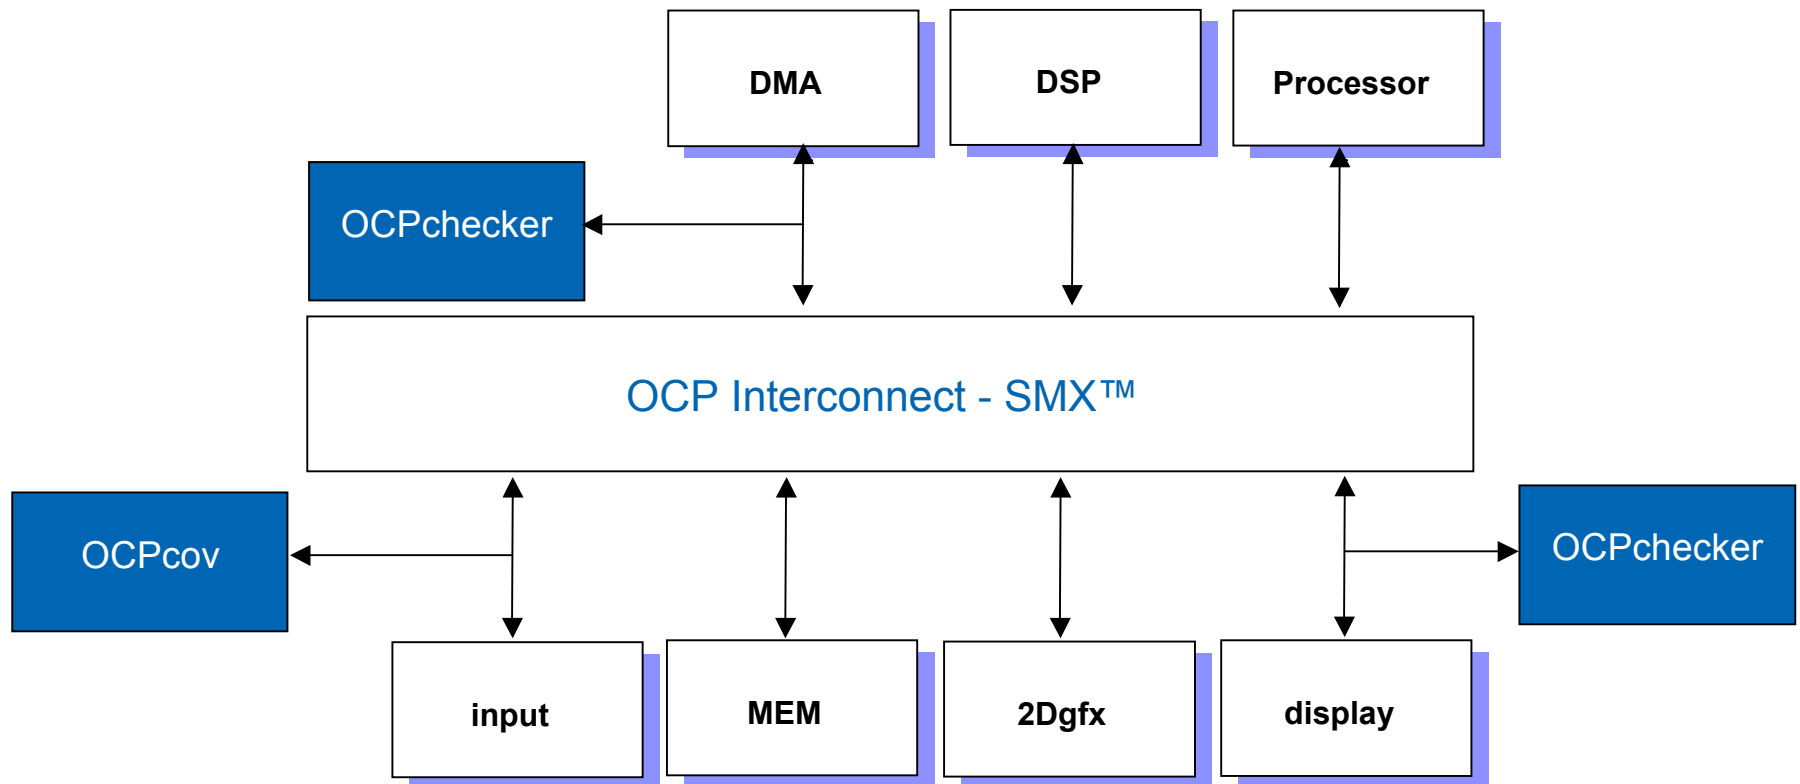 DMA
DSP
Processor
OCPchecker
OCP Interconnect - SMX™
OCPcov
OCPchecker
input
MEM
2Dgfx
display